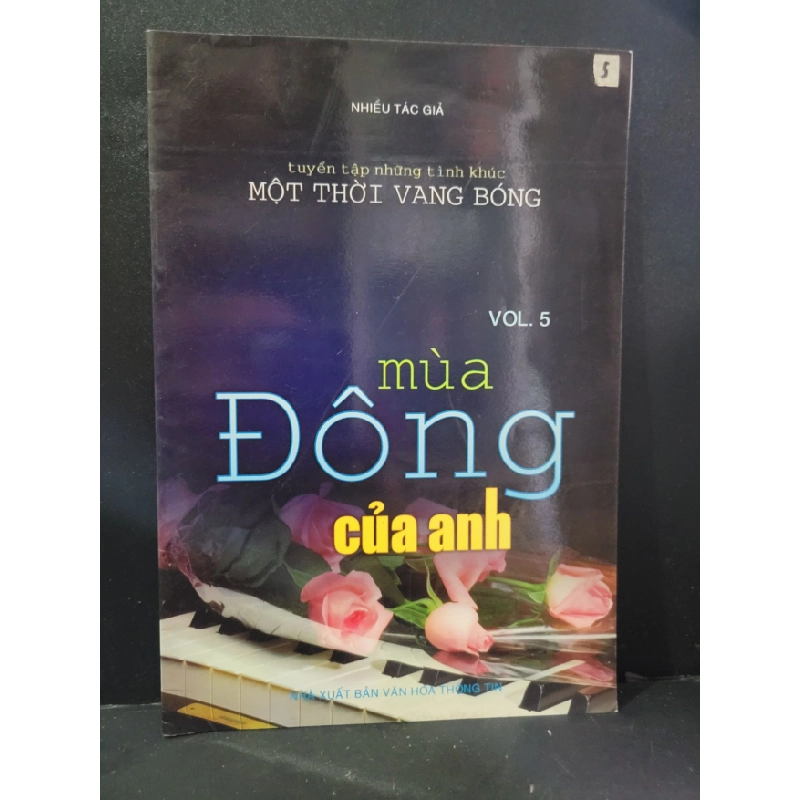 5
NHIỀU TÁC GIẢ
tuyển tập những tình khúc
MỘT THỜI VANG BÓNG
VOL. 5
mùa
Đông
của anh
NHÀ XUẤT BẢN VĂN HÓA THÔNG TIN